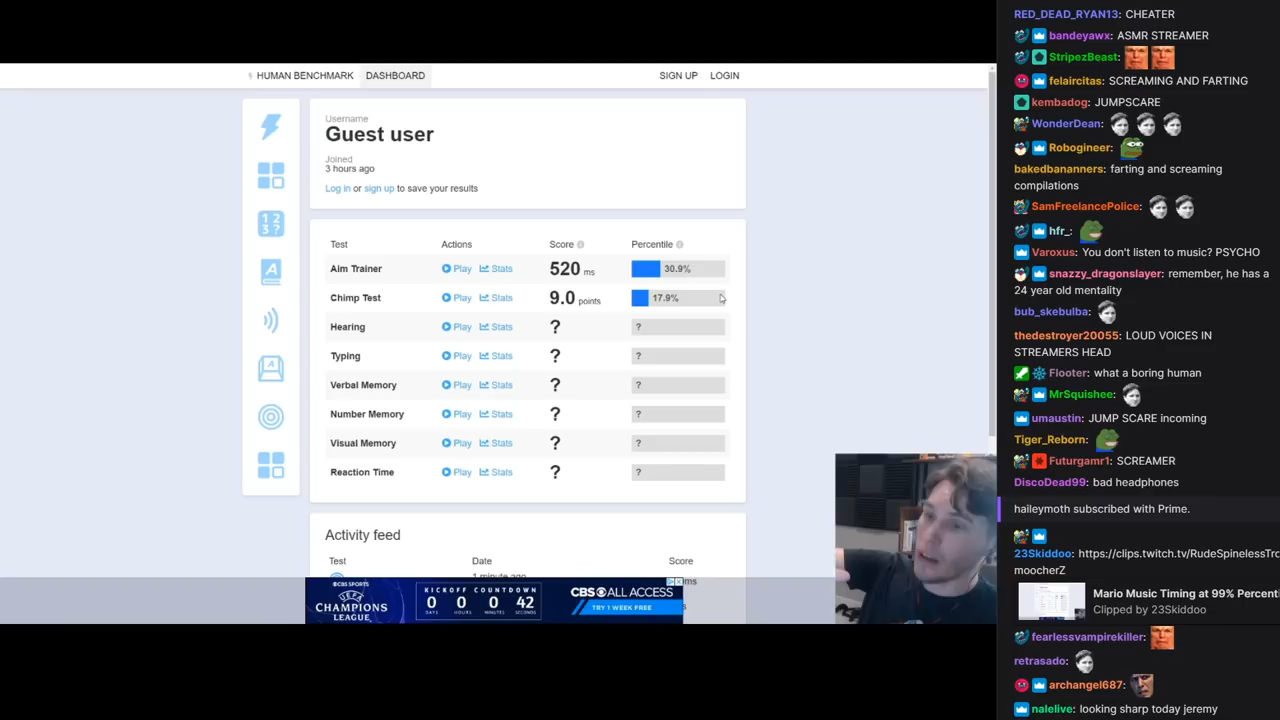 HUMAN BENCHMARK
DASHBOARD
SIGN UP
LOGIN
Username
Guest user
Joined
3 hours ago
Log in or sign up to save your results
Test Actions Score Percentile
Aim Trainer Play Stats 520 ms 30.9%
Chimp Test Play Stats 9.0 points 17.9%
Hearing Play Stats ? ?
Typing Play Stats ? ?
Verbal Memory Play Stats ? ?
Number Memory Play Stats ? ?
Visual Memory Play Stats ? ?
Reaction Time Play Stats ? ?
Activity feed
Test Date Score
1 minute ago
CBS SPORTS
UEFA
CHAMPIONS
LEAGUE
KICKOFF COUNTDOWN
0 0 0 42
DAYS HOURS MINUTES SECONDS
CBS ALL ACCESS
TRY 1 WEEK FREE
RED_DEAD_RYAN13: CHEATER
bandeyawx: ASMR STREAMER
StripezBeast:
felaircitas: SCREAMING AND FARTING
kembadog: JUMPSCARE
WonderDean:
Robogineer:
bakedbananners: farting and screaming
compilations
SamFreelancePolice:
hfr_:
Varoxus: You don't listen to music? PSYCHO
snazzy_dragonslayer: remember, he has a
24 year old mentality
bub_skebulba:
thedestroyer20055: LOUD VOICES IN
STREAMERS HEAD
Flooter: what a boring human
MrSquishee:
umaustin: JUMP SCARE incoming
Tiger_Reborn:
Futurgamr1: SCREAMER
DiscoDead99: bad headphones
haileymoth subscribed with Prime.
23Skiddoo: https://clips.twitch.tv/RudeSpinelessTro
moocherZ
Mario Music Timing at 99% Percenti
Clipped by 23Skiddoo
fearlessvampirekiller:
retrasado:
archangel687:
nalelive: looking sharp today jeremy